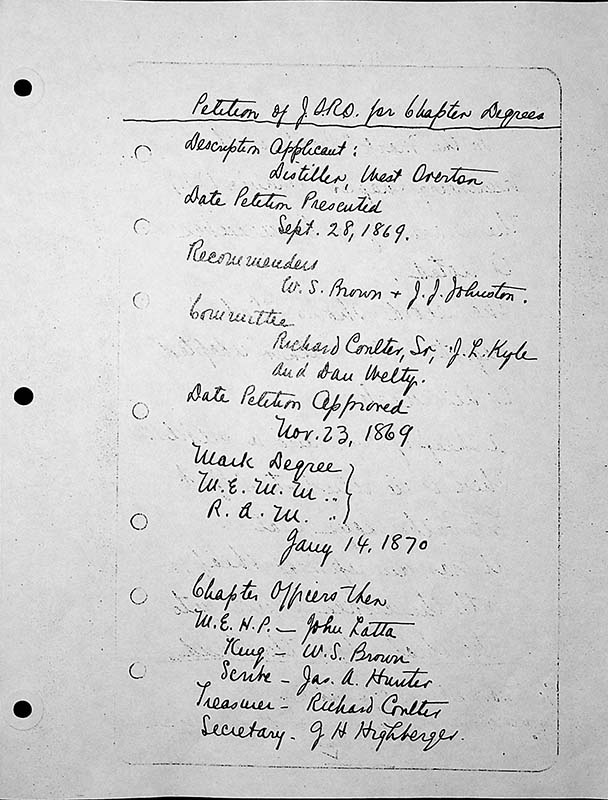 Petition of J.O.R.O. for Chapter Degrees
Description Applicant:
Distiller, West Overton
Date Petition Presented
Sept. 28, 1869.
Recommenders
W. S. Brown + J. J. Johnston.
Committee
Richard Coulter, Sr, J. L. Kyle
and Dan Welty.
Date Petition Approved
Nov. 23, 1869
Mark Degree
M. E. M. M ..
R. A. M. ..
Jany 14, 1870
Chapter Officers then
M. E. H. P. — John Latta
King — W. S. Brown
Scribe — Jas. A. Hunter
Treasurer — Richard Coulter
Secretary - J H Highberger.